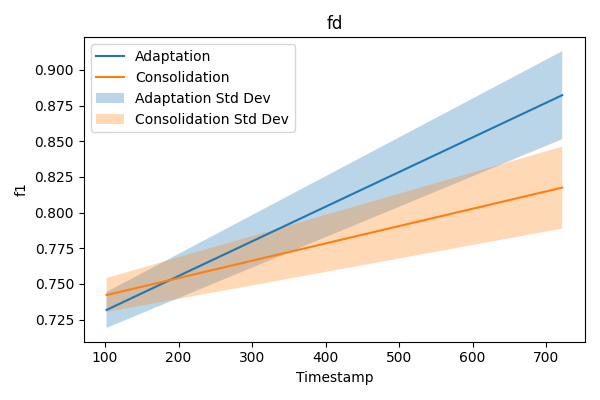 fd
Adaptation
Consolidation
Adaptation Std Dev
Consolidation Std Dev
f1
0.900
0.875
0.850
0.825
0.800
0.775
0.750
0.725
100 200 300 400 500 600 700
Timestamp